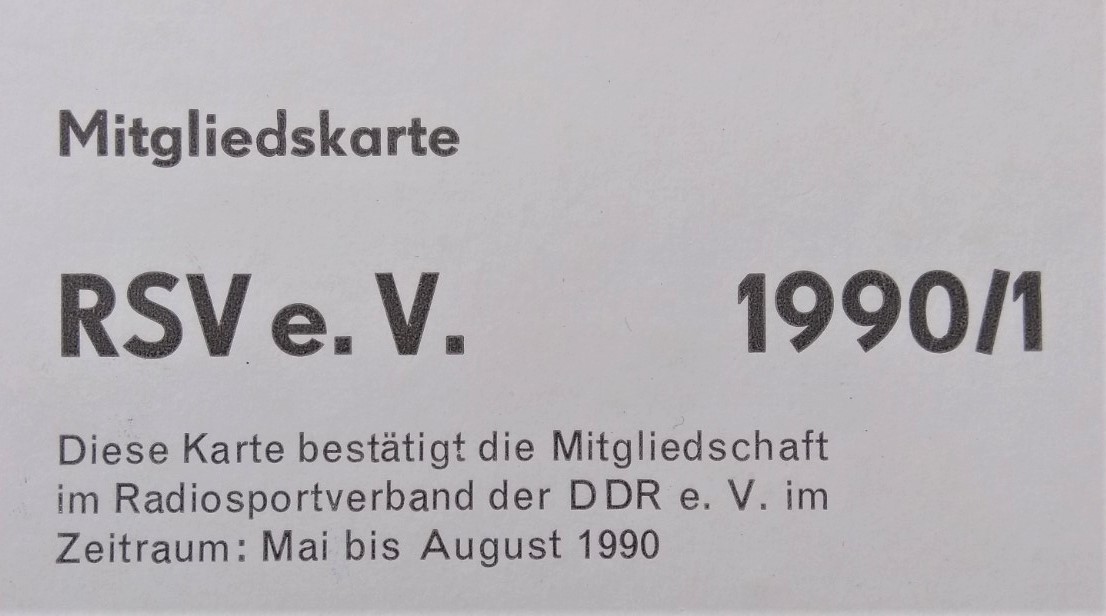 Mitgliedskarte
RSV e. V. 1990/1
Diese Karte bestätigt die Mitgliedschaft
im Radiosportverband der DDR e. V. im
Zeitraum: Mai bis August 1990